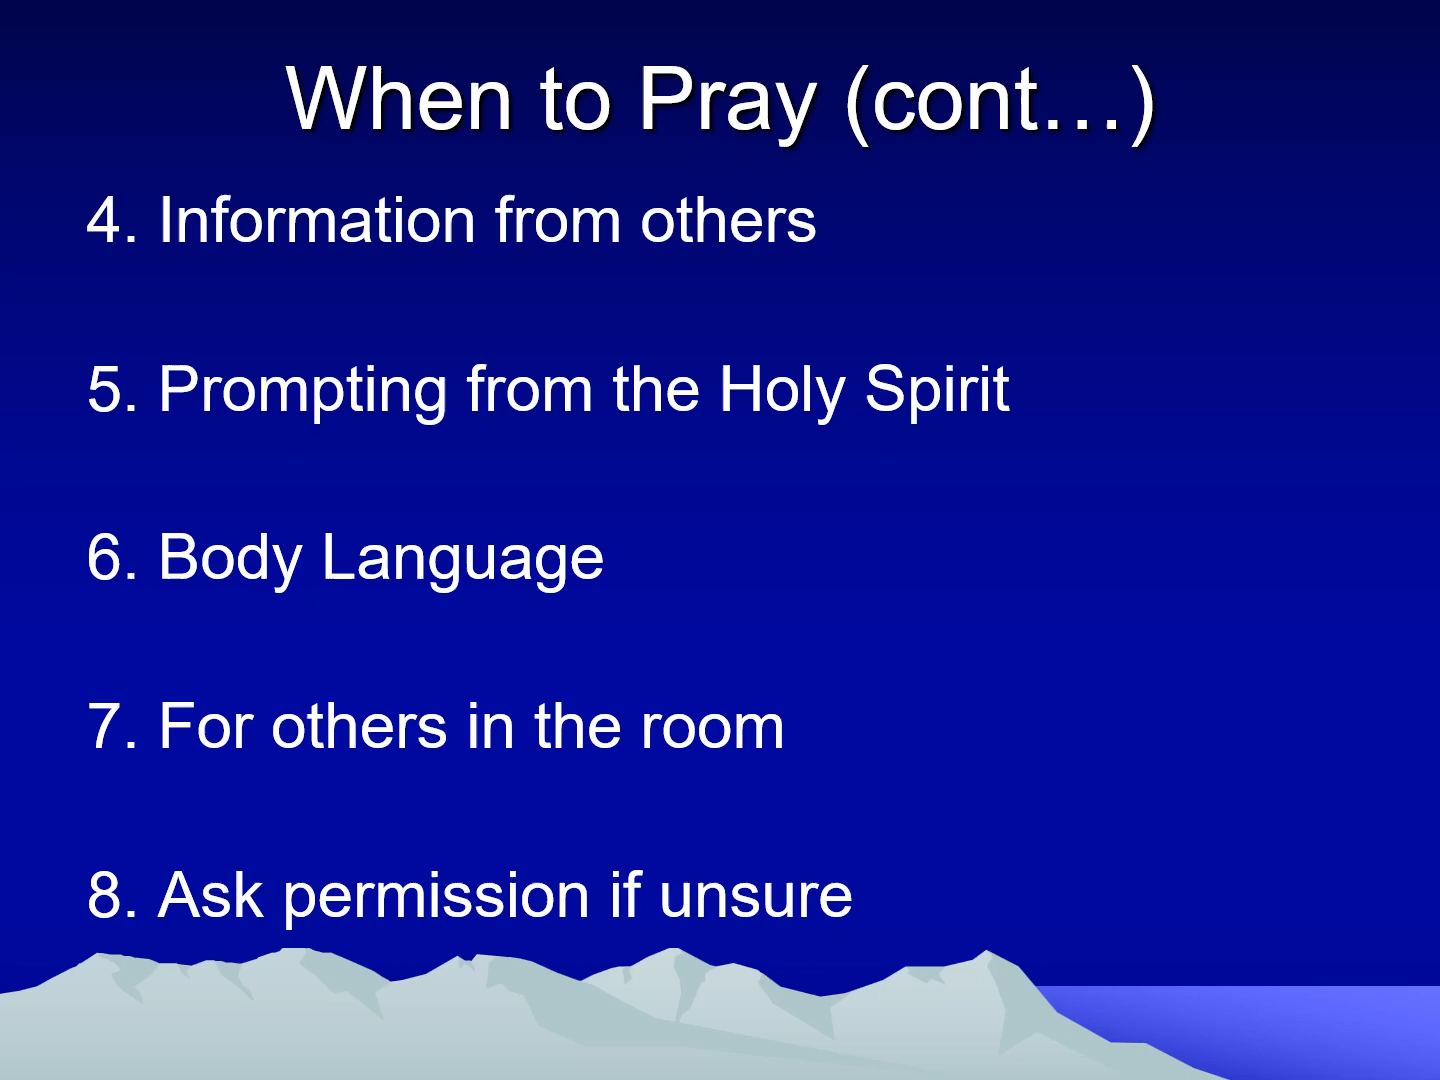 When to Pray (cont…)
4. Information from others
5. Prompting from the Holy Spirit
6. Body Language
7. For others in the room
8. Ask permission if unsure